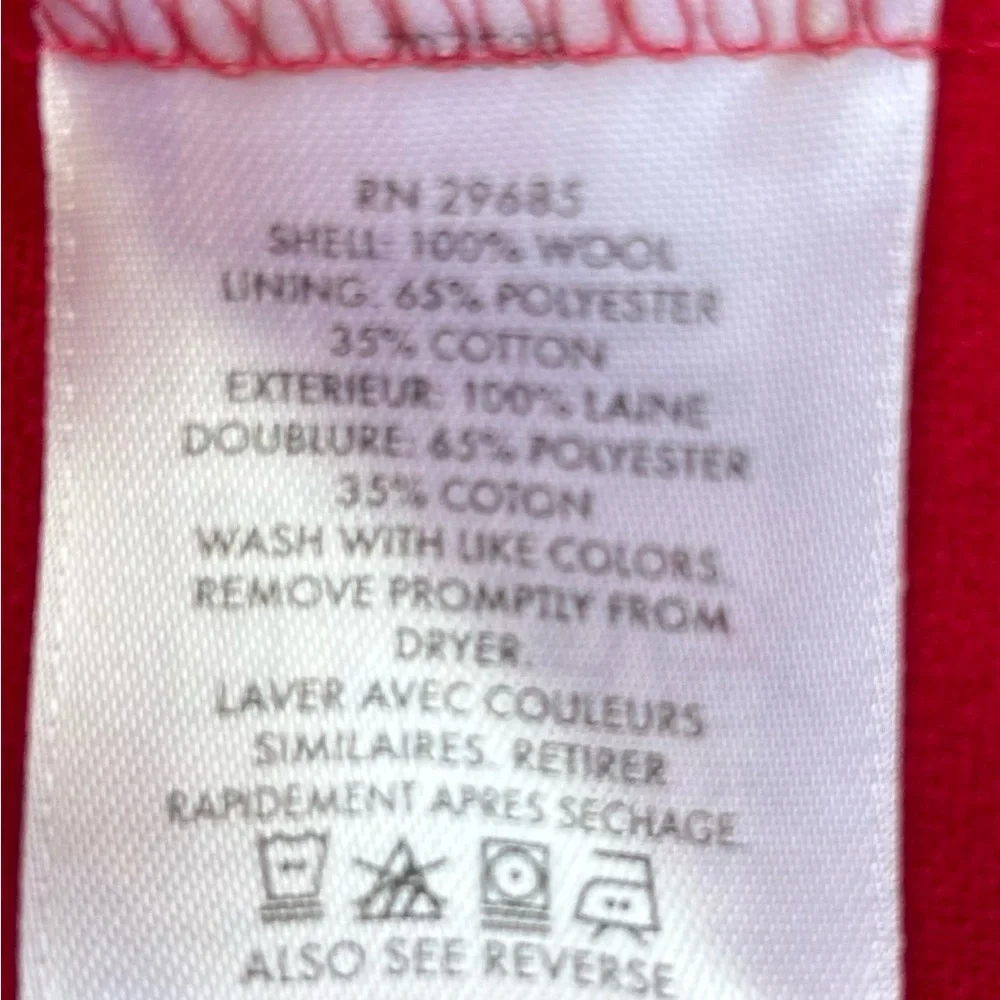 RN 29685
SHELL: 100% WOOL
LINING: 65% POLYESTER
35% COTTON
EXTERIEUR: 100% LAINE
DOUBLURE: 65% POLYESTER
35% COTON
WASH WITH LIKE COLORS.
REMOVE PROMPTLY FROM
DRYER.
LAVER AVEC COULEURS
SIMILAIRES. RETIRER
RAPIDEMENT APRES SECHAGE.
ALSO SEE REVERSE